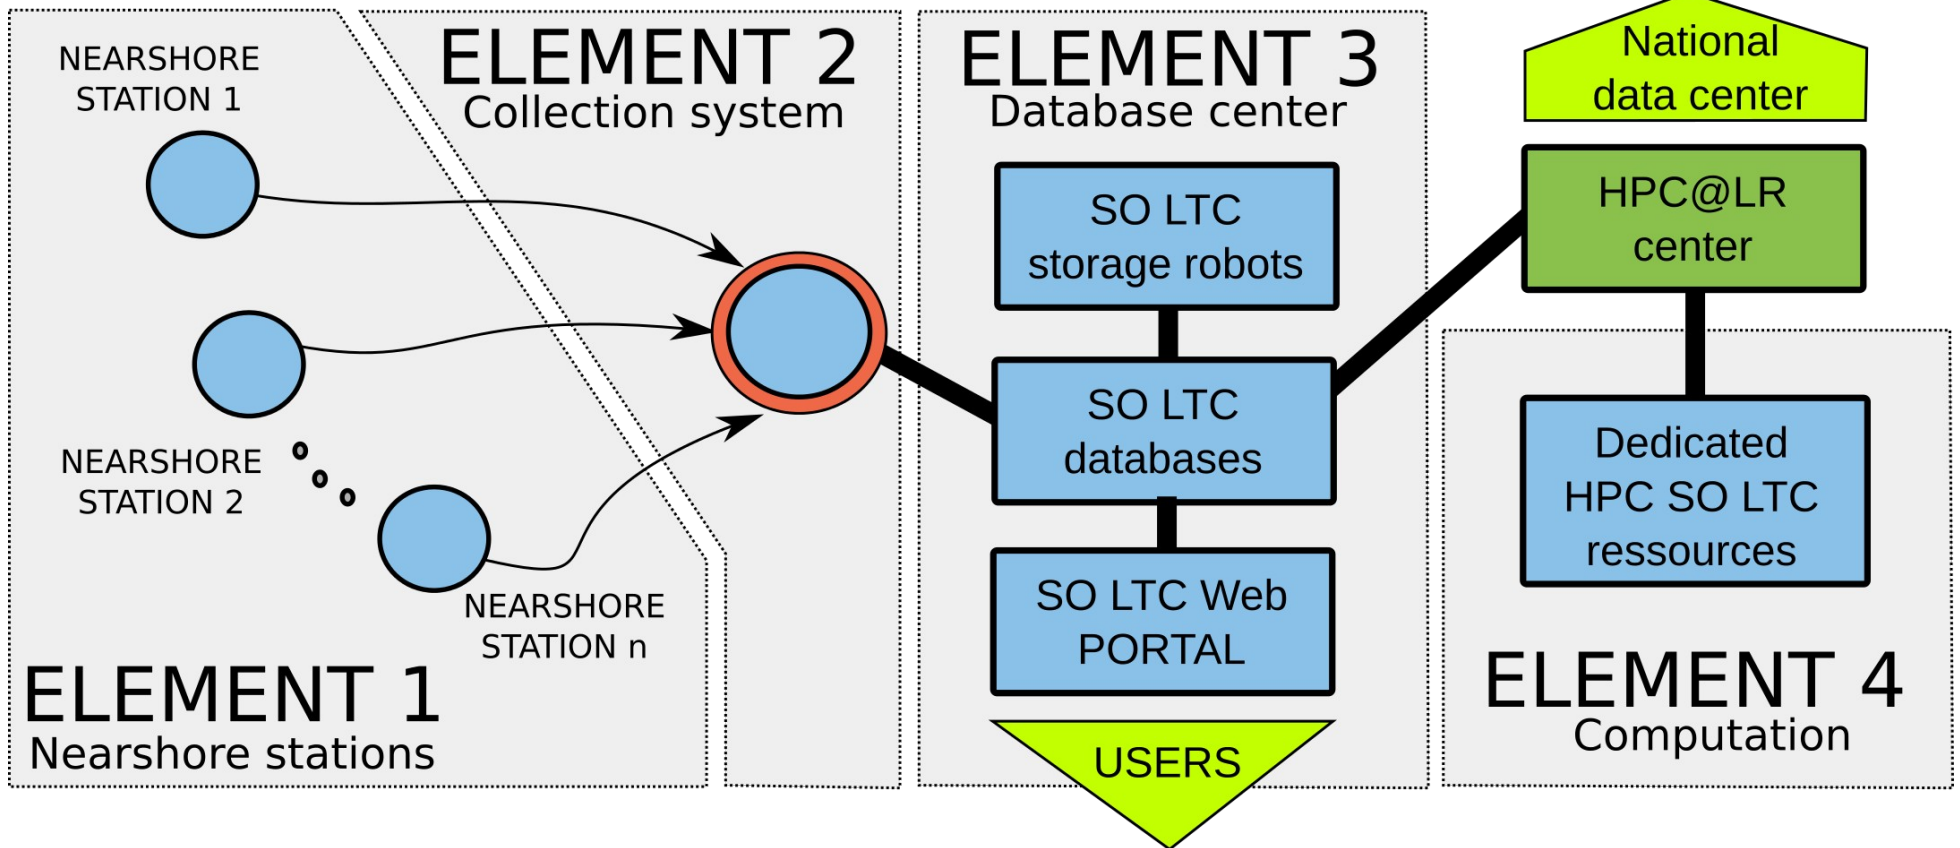 NEARSHORE
STATION 1
ELEMENT 2
Collection system
NEARSHORE
STATION 2
NEARSHORE
STATION n
ELEMENT 1
Nearshore stations
ELEMENT 3
Database center
SO LTC
storage robots
SO LTC
databases
SO LTC Web
PORTAL
USERS
National
data center
HPC@LR
center
Dedicated
HPC SO LTC
ressources
ELEMENT 4
Computation